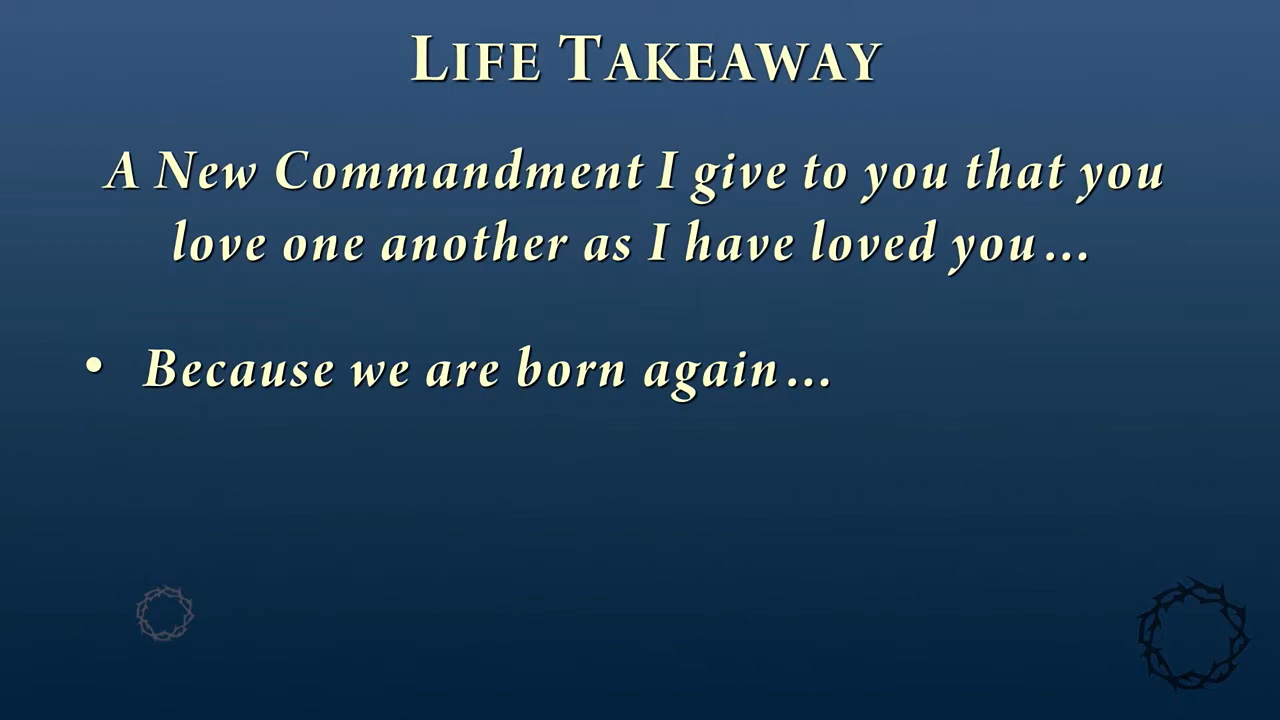 LIFE TAKEAWAY
A New Commandment I give to you that you
love one another as I have loved you…
• Because we are born again…